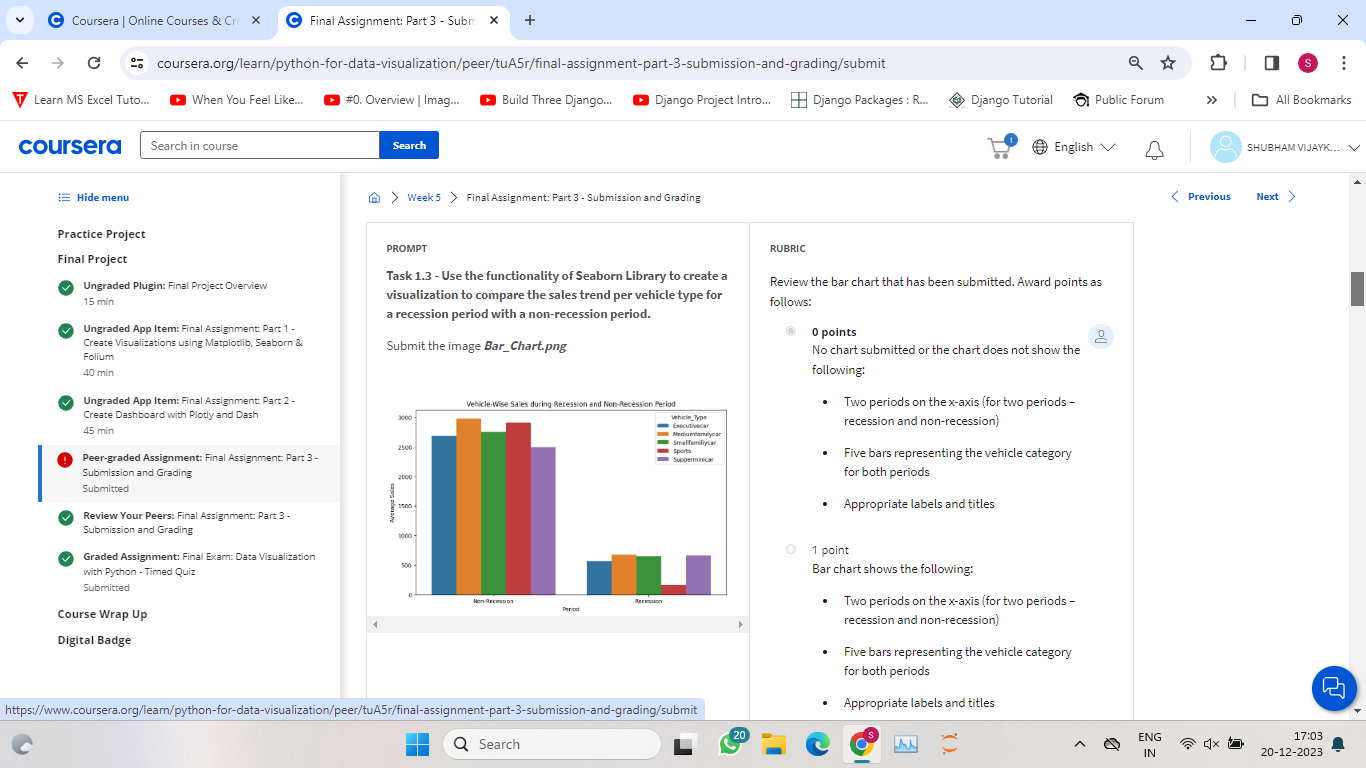 Coursera | Online Courses & Cr
Final Assignment: Part 3 - Subm
coursera.org/learn/python-for-data-visualization/peer/tuA5r/final-assignment-part-3-submission-and-grading/submit
S
Learn MS Excel Tuto...
When You Feel Like...
#0. Overview | Imag...
Build Three Django...
Django Project Intro...
Django Packages : R...
Django Tutorial
Public Forum
All Bookmarks
coursera
Search in course
Search
1
English
SHUBHAM VIJAYK...
Hide menu
Practice Project
Final Project
Ungraded Plugin: Final Project Overview
15 min
Ungraded App Item: Final Assignment: Part 1 -
Create Visualizations using Matplotlib, Seaborn &
Folium
40 min
Ungraded App Item: Final Assignment: Part 2 -
Create Dashboard with Plotly and Dash
45 min
Peer-graded Assignment: Final Assignment: Part 3 -
Submission and Grading
Submitted
Review Your Peers: Final Assignment: Part 3 -
Submission and Grading
Graded Assignment: Final Exam: Data Visualization
with Python - Timed Quiz
Submitted
Course Wrap Up
Digital Badge
Week 5
Final Assignment: Part 3 - Submission and Grading
Previous
Next
PROMPT
Task 1.3 - Use the functionality of Seaborn Library to create a
visualization to compare the sales trend per vehicle type for
a recession period with a non-recession period.
Submit the image Bar_Chart.png
Vehicle-Wise Sales during Recession and Non-Recession Period
Vehicle_Type
Executivecar
Mediumfamilycar
Smallfamiliycar
Sports
Supperminicar
Average Sales
3000
2500
2000
1500
1000
500
0
Non-Recession
Recession
Period
RUBRIC
Review the bar chart that has been submitted. Award points as
follows:
0 points
No chart submitted or the chart does not show the
following:
Two periods on the x-axis (for two periods –
recession and non-recession)
Five bars representing the vehicle category
for both periods
Appropriate labels and titles
1 point
Bar chart shows the following:
Two periods on the x-axis (for two periods –
recession and non-recession)
Five bars representing the vehicle category
for both periods
Appropriate labels and titles
https://www.coursera.org/learn/python-for-data-visualization/peer/tuA5r/final-assignment-part-3-submission-and-grading/submit
Search
20
S
ENG
IN
17:03
20-12-2023